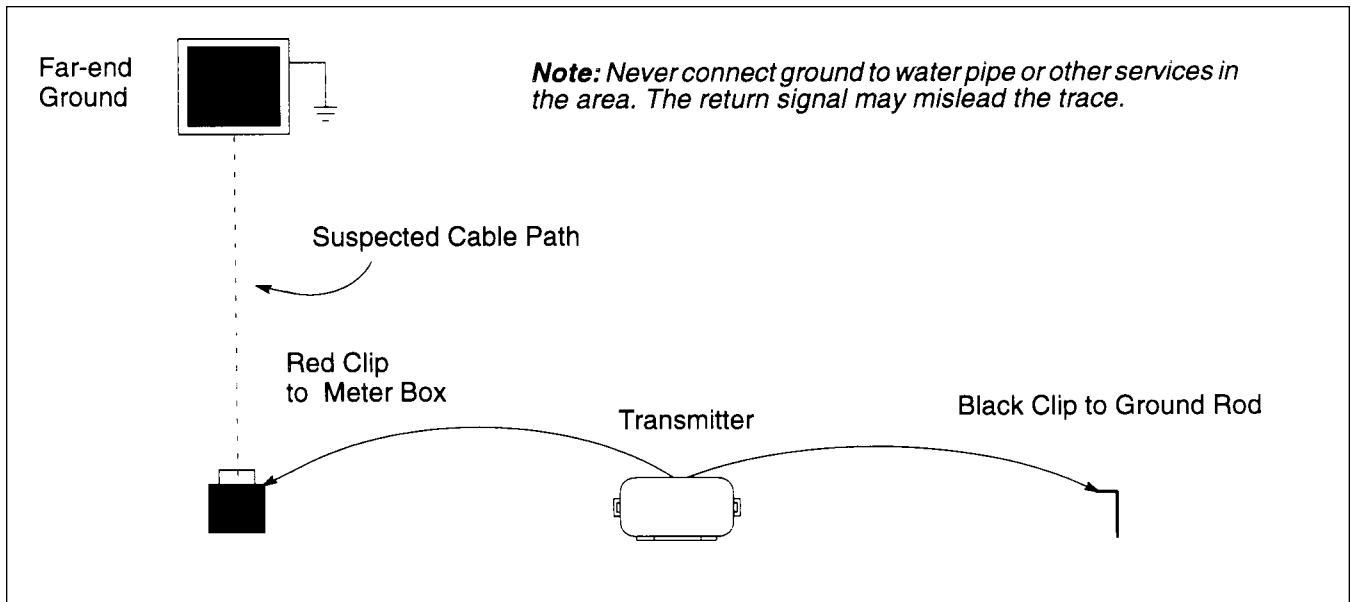 Far-end
Ground
Note: Never connect ground to water pipe or other services in
the area. The return signal may mislead the trace.
Suspected Cable Path
Red Clip
to Meter Box
Transmitter
Black Clip to Ground Rod